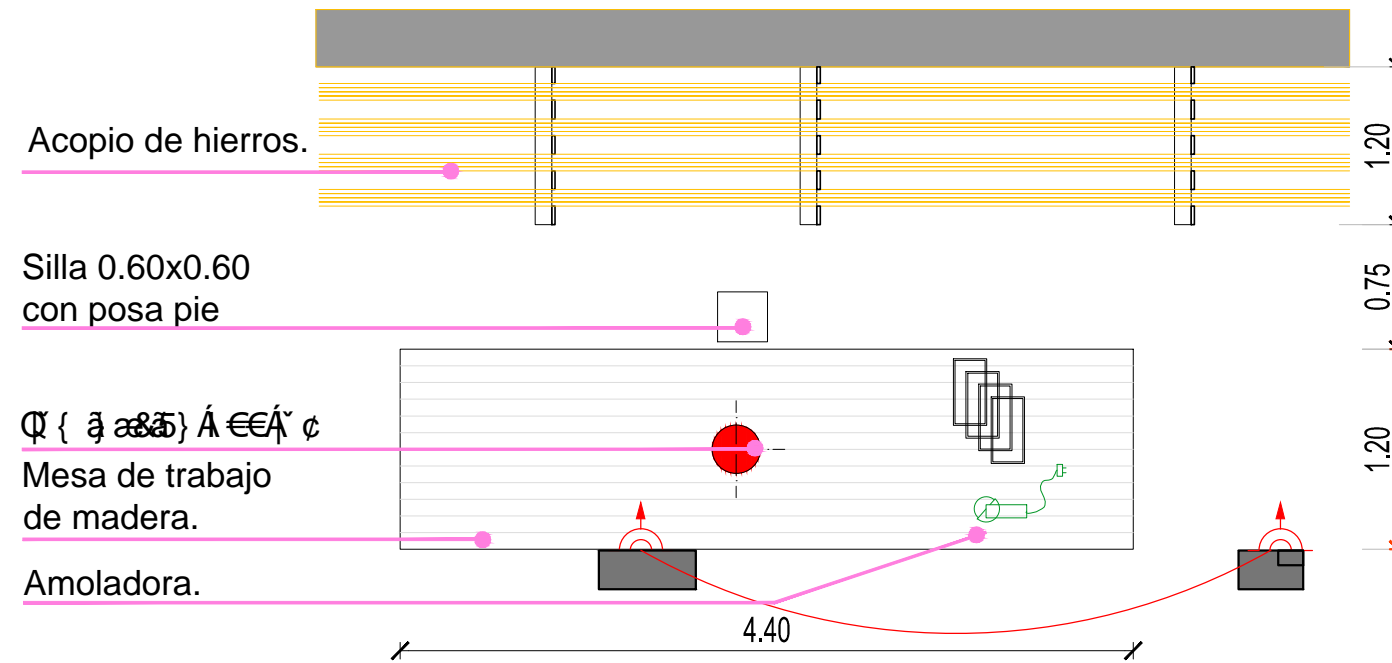 Acopio de hierros.
1.20
Silla 0.60x0.60
con posa pie
0.75
1.20
Mesa de trabajo
de madera.
Amoladora.
4.40